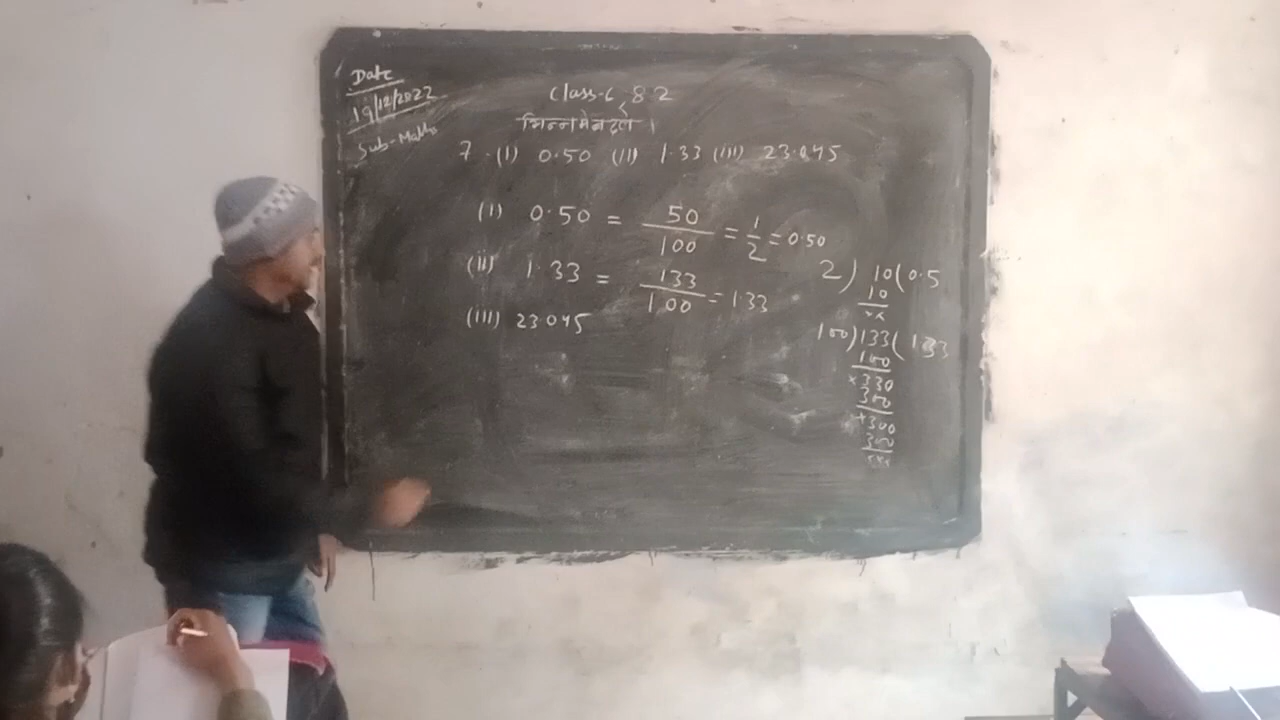 Date
19/12/2022
Sub-Maths
Class-6, 8.2
भिन्न मे बदले ।
7. (i) 0.50 (ii) 1.33 (iii) 23.045
(i) 0.50 = 50/100 = 1/2 = 0.50
(ii) 1.33 = 133/100 = 1.33
(iii) 23.045
2) 10 (0.5
10
××
100) 133 ( 1.33
100
×330
300
×300
300
×××